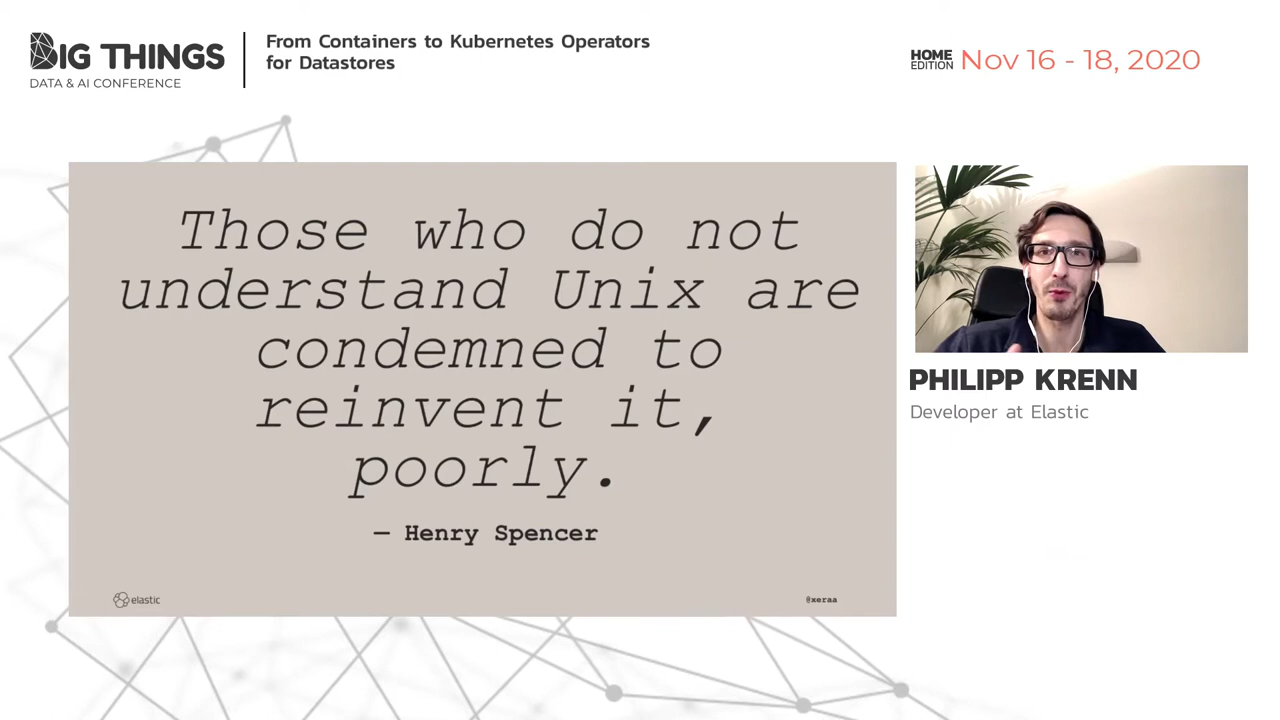 BIG THINGS
DATA & AI CONFERENCE
From Containers to Kubernetes Operators
for Datastores
HOME
EDITION
Nov 16 - 18, 2020
Those who do not
understand Unix are
condemned to
reinvent it,
poorly.
— Henry Spencer
elastic
@xeraa
PHILIPP KRENN
Developer at Elastic